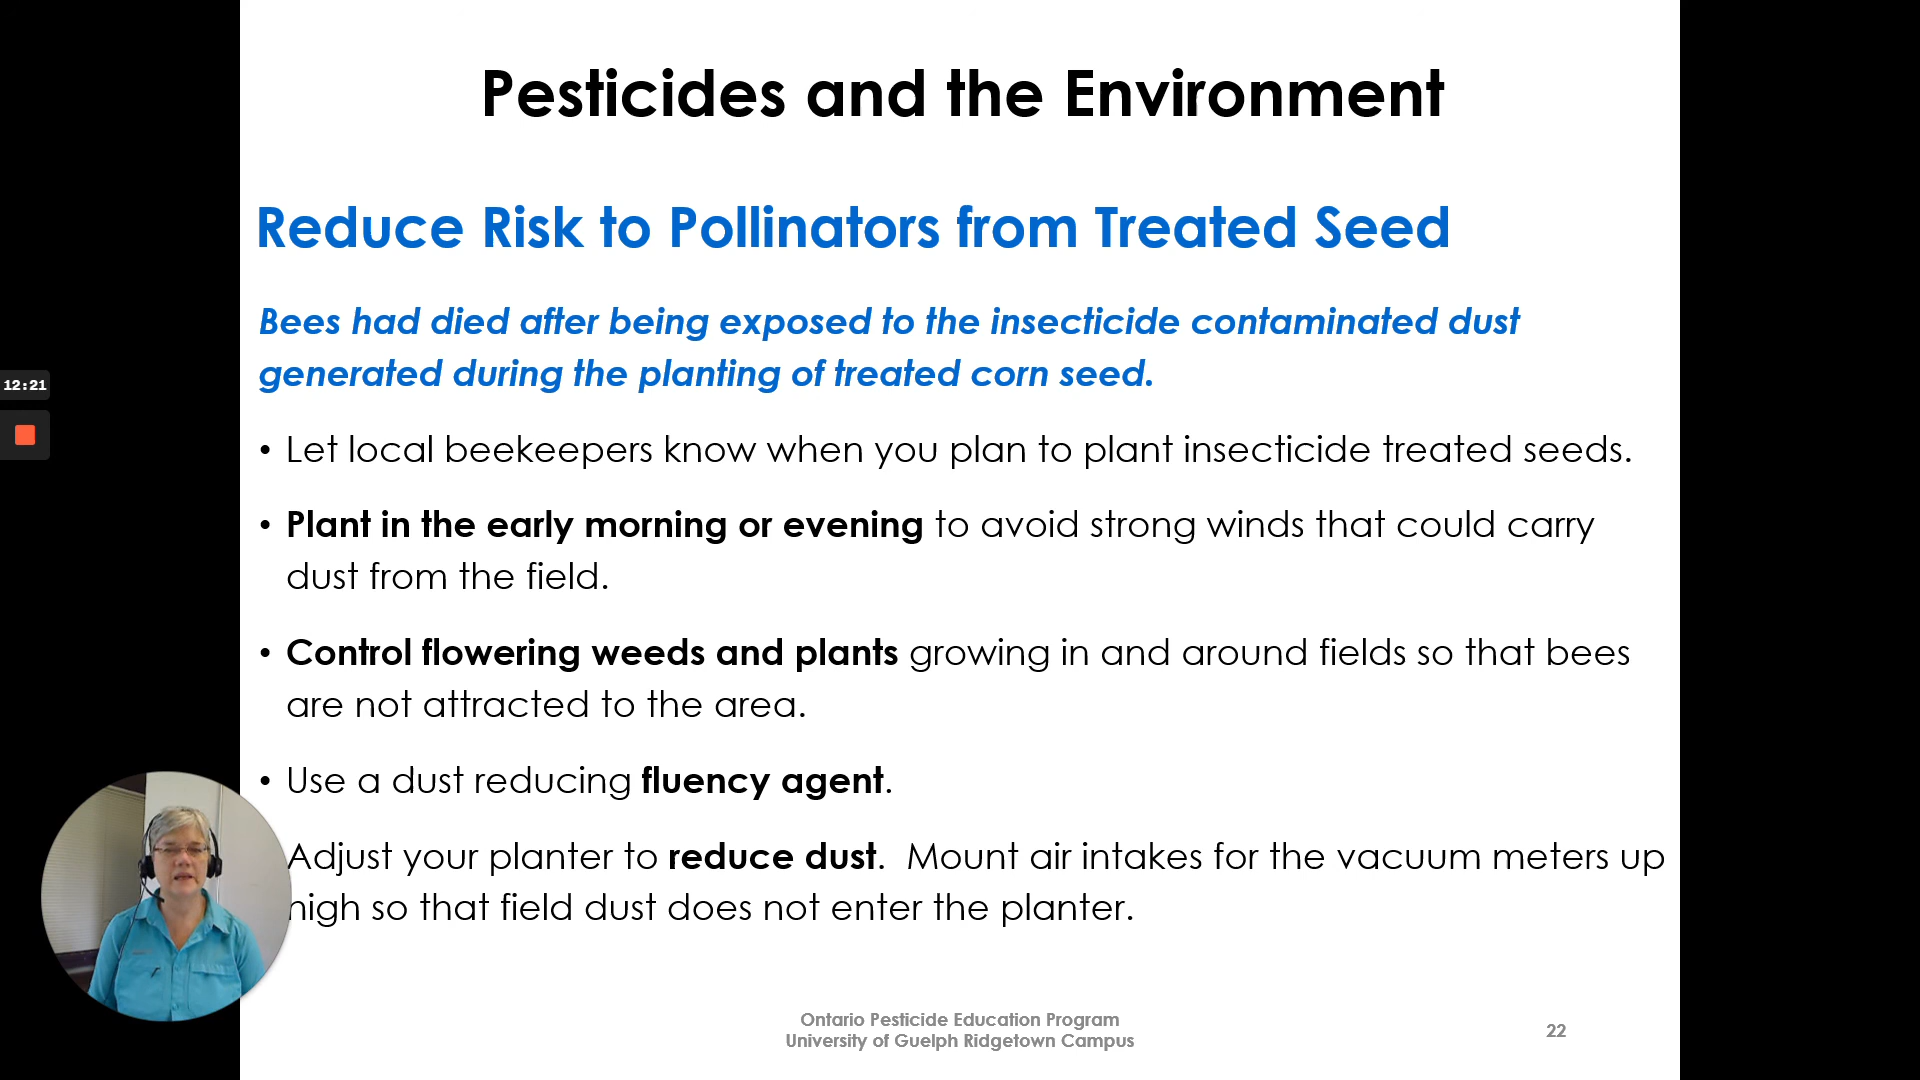 Pesticides and the Environment
Reduce Risk to Pollinators from Treated Seed
Bees had died after being exposed to the insecticide contaminated dust
generated during the planting of treated corn seed.
• Let local beekeepers know when you plan to plant insecticide treated seeds.
• Plant in the early morning or evening to avoid strong winds that could carry
dust from the field.
• Control flowering weeds and plants growing in and around fields so that bees
are not attracted to the area.
• Use a dust reducing fluency agent.
Adjust your planter to reduce dust.  Mount air intakes for the vacuum meters up
high so that field dust does not enter the planter.
12:21
Ontario Pesticide Education Program
University of Guelph Ridgetown Campus
22